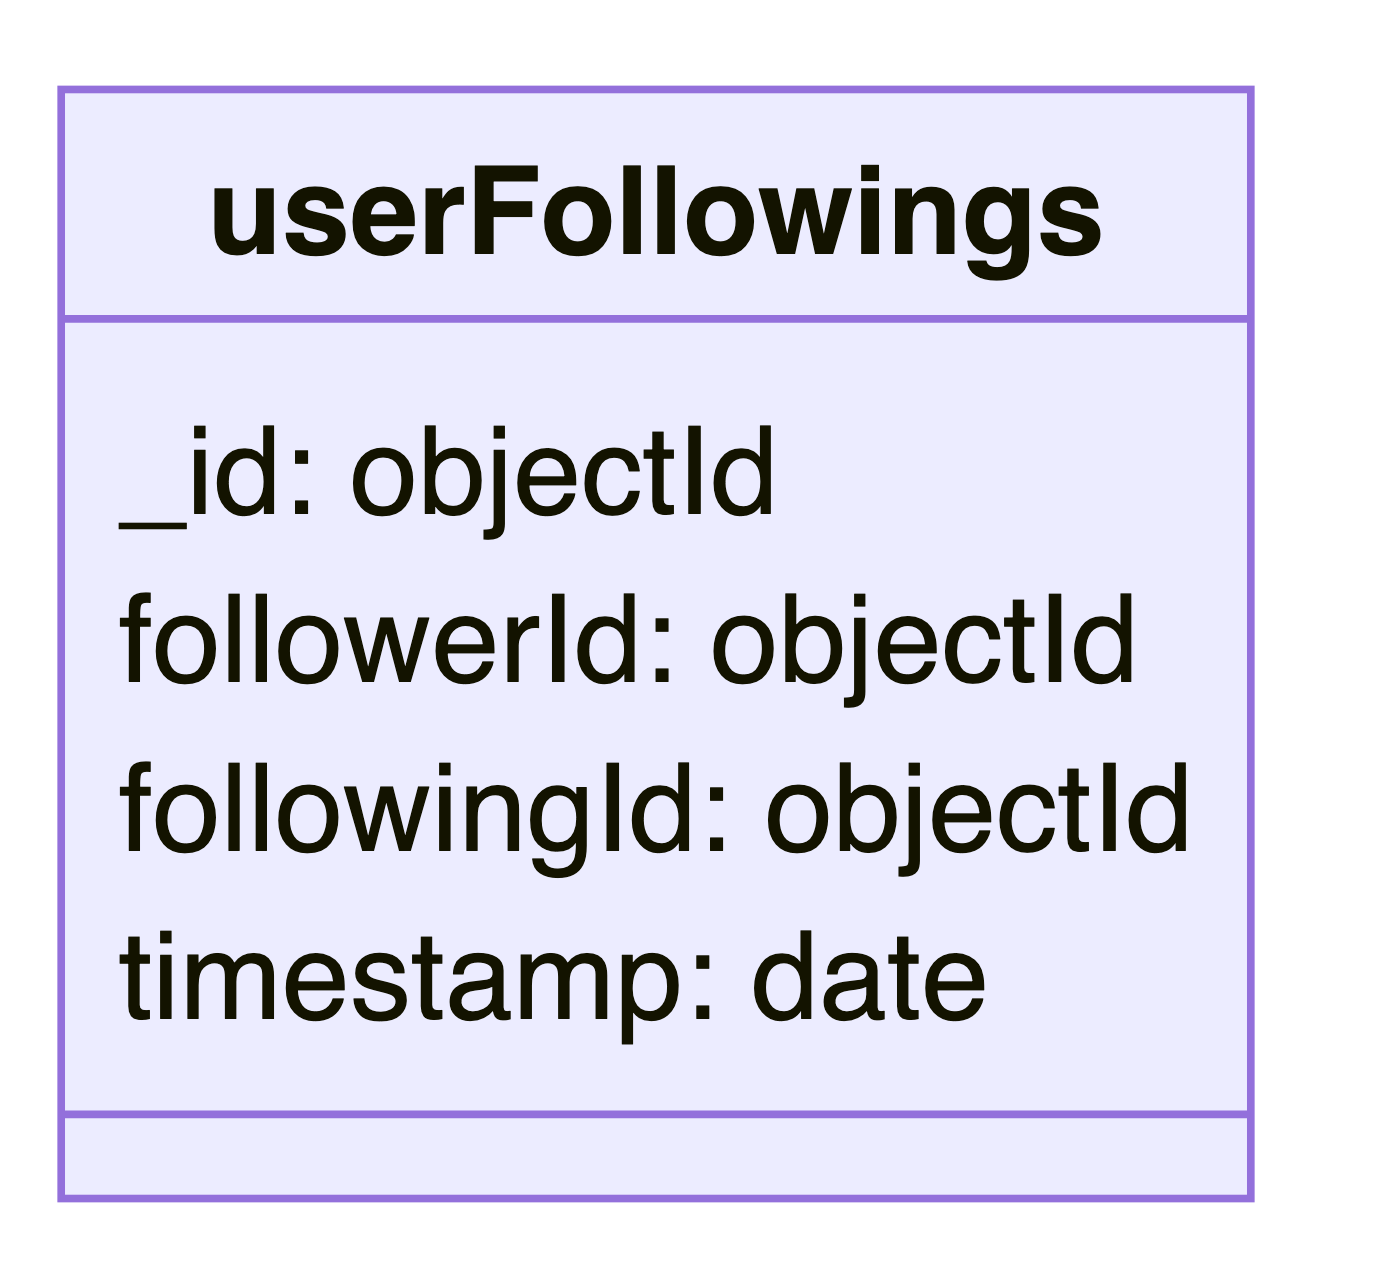 userFollowings
_id: objectId
followerId: objectId
followingId: objectId
timestamp: date